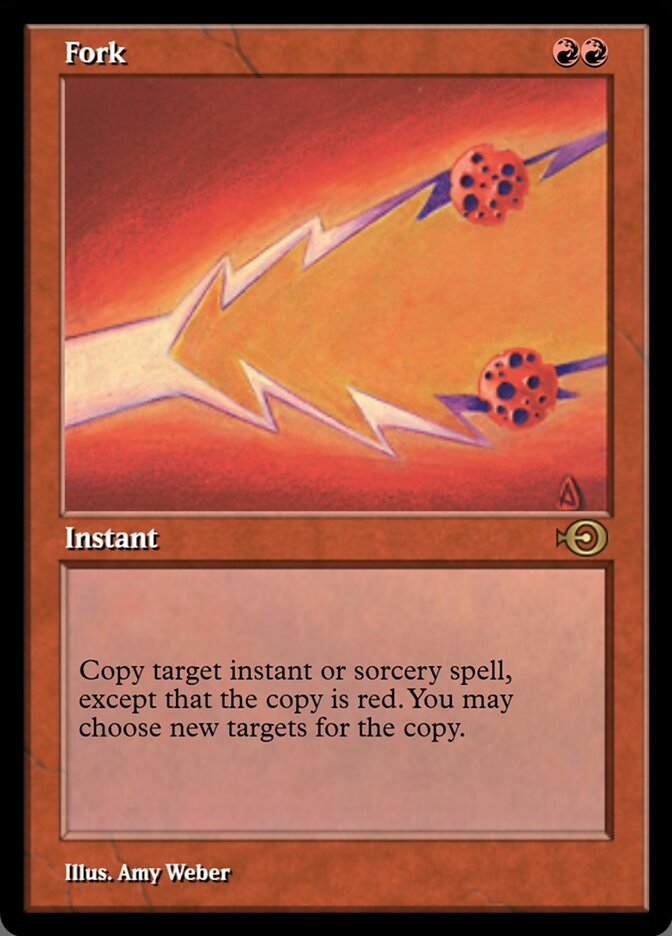 Fork
Instant
Copy target instant or sorcery spell,
except that the copy is red. You may
choose new targets for the copy.
Illus. Amy Weber